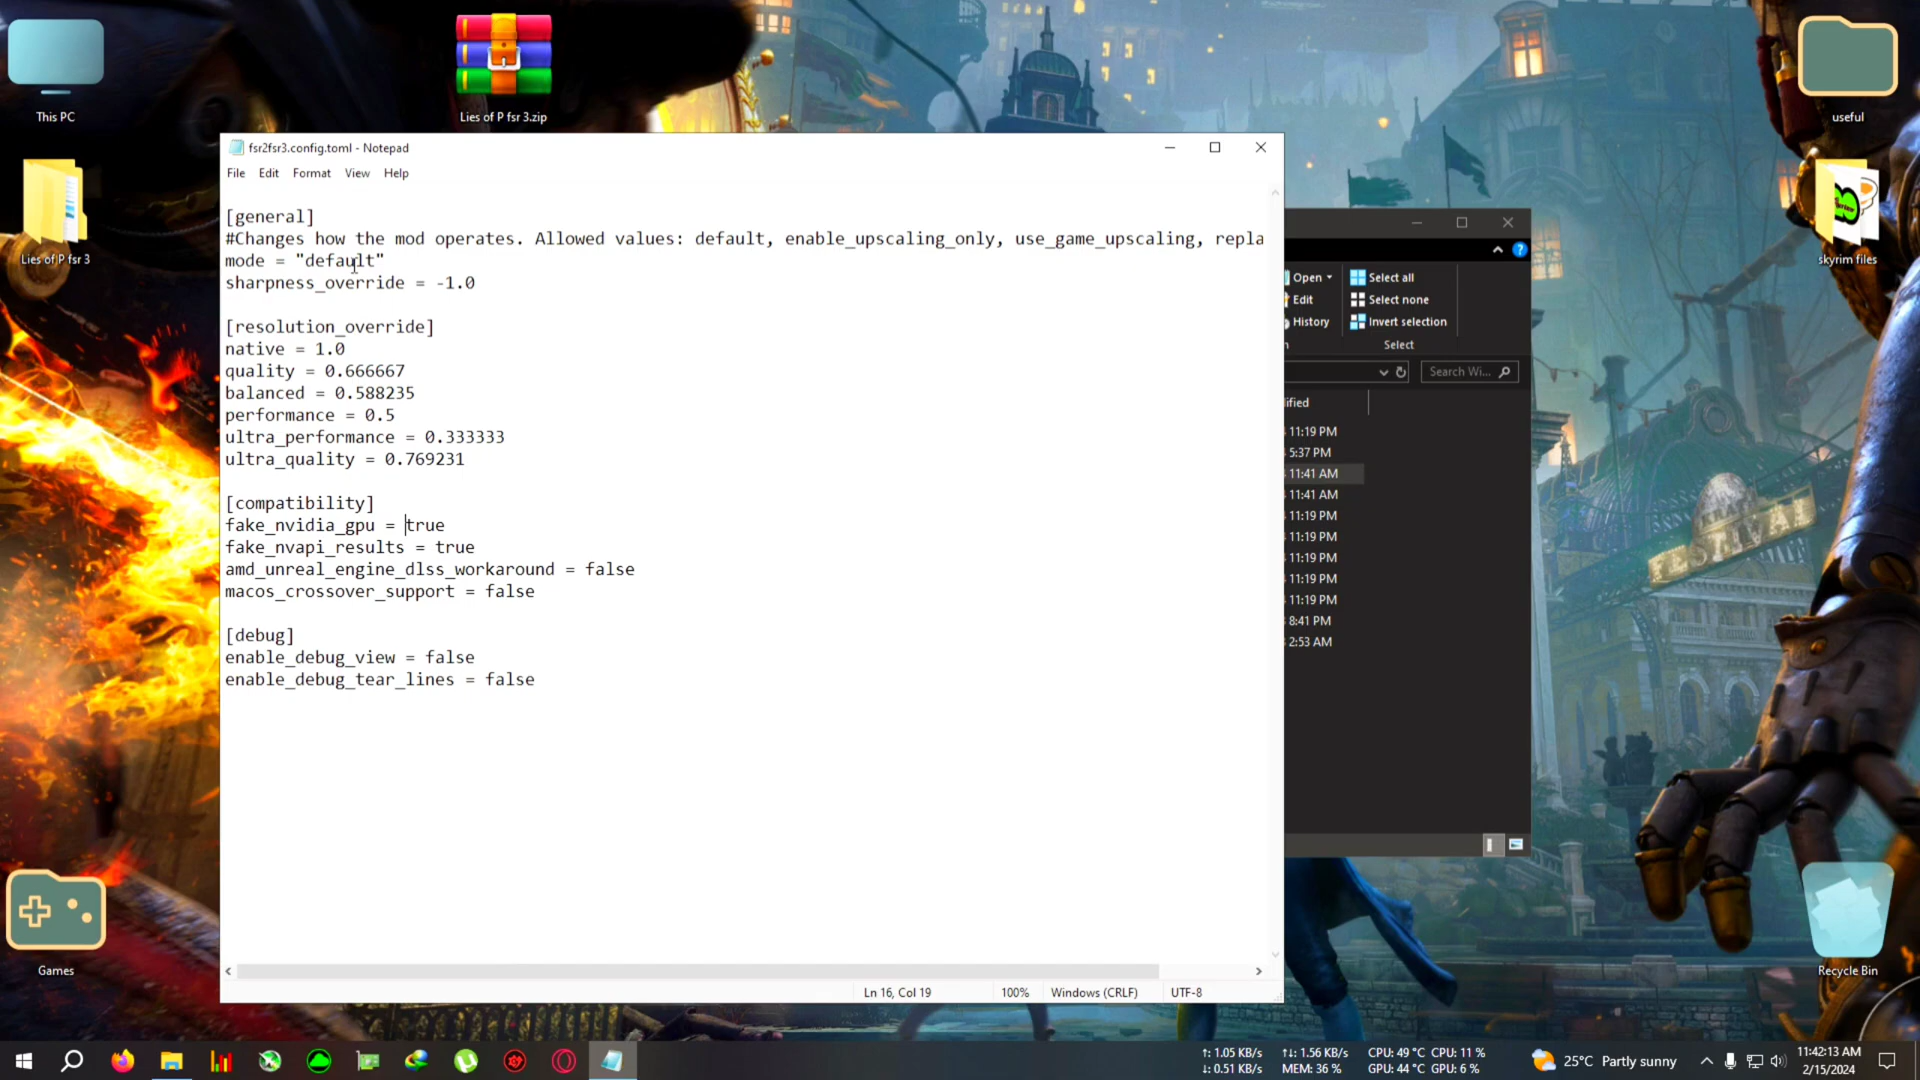 This PC
Lies of P fsr 3
Games
Lies of P fsr 3.zip
useful
skyrim files
Recycle Bin
fsr2fsr3.config.toml - Notepad
File Edit Format View Help
[general]
#Changes how the mod operates. Allowed values: default, enable_upscaling_only, use_game_upscaling, repla
mode = "default"
sharpness_override = -1.0
[resolution_override]
native = 1.0
quality = 0.666667
balanced = 0.588235
performance = 0.5
ultra_performance = 0.333333
ultra_quality = 0.769231
[compatibility]
fake_nvidia_gpu = true
fake_nvapi_results = true
amd_unreal_engine_dlss_workaround = false
macos_crossover_support = false
[debug]
enable_debug_view = false
enable_debug_tear_lines = false
Ln 16, Col 19 100% Windows (CRLF) UTF-8
Open Select all
Edit Select none
History Invert selection
Select
Search Wi...
ified
11:19 PM
5:37 PM
11:41 AM
11:41 AM
11:19 PM
11:19 PM
11:19 PM
11:19 PM
11:19 PM
8:41 PM
2:53 AM
FESTIVAL
↑: 1.05 KB/s ↑↓: 1.56 KB/s CPU: 49 °C CPU: 11 % 25°C Partly sunny 11:42:13 AM
↓: 0.51 KB/s MEM: 36 % GPU: 44 °C GPU: 6 % 2/15/2024